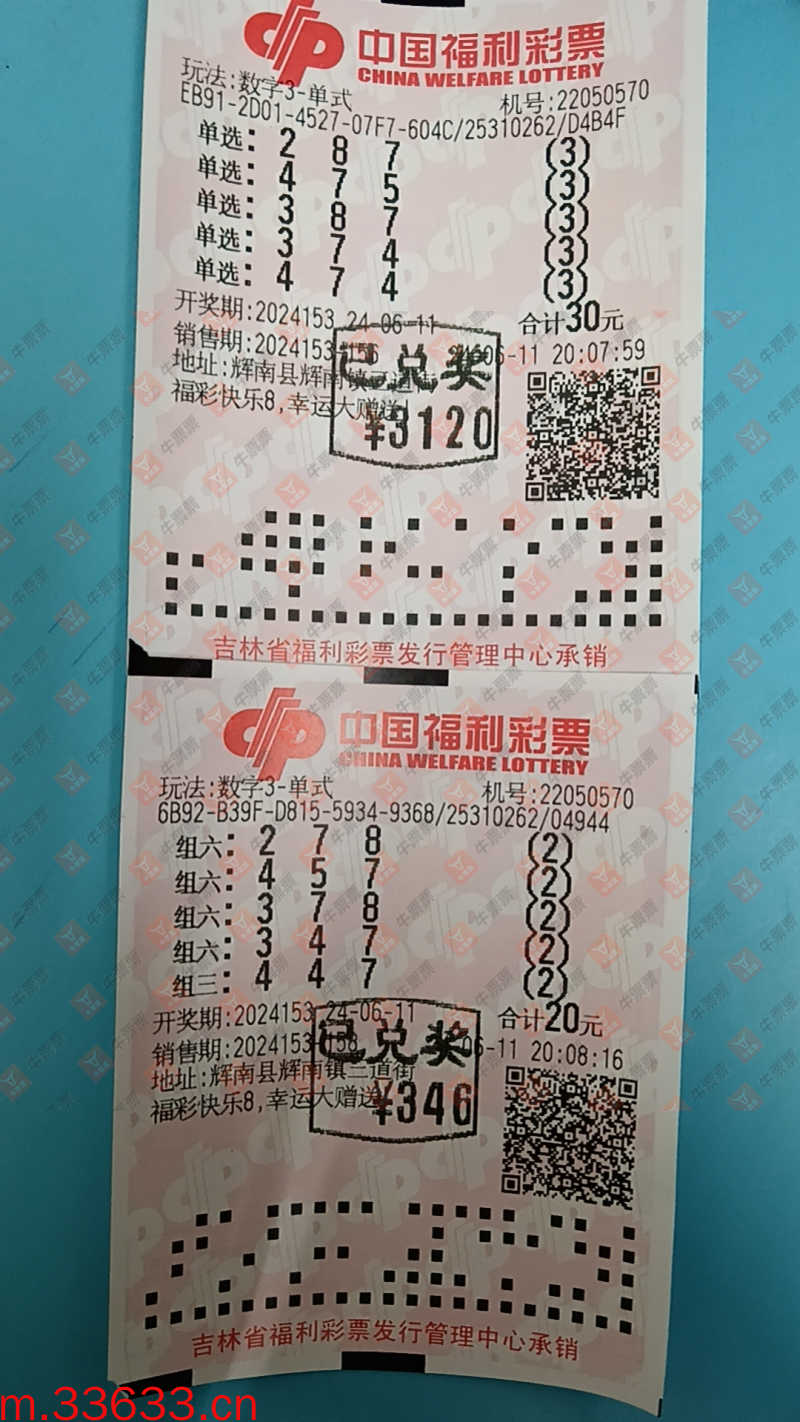 中国福利彩票
CHINA WELFARE LOTTERY
玩法:数字3-单式
机号:22050570
EB91-2D01-4527-07F7-604C/25310262/D4B4F
单选: 2 8 7 (3)
单选: 4 7 5 (3)
单选: 3 8 7 (3)
单选: 3 7 4 (3)
单选: 4 7 4 (3)
开奖期:2024153 24-06-11 合计30元
销售期:2024153-156 24-06-11 20:07:59
地址:辉南县辉南镇三道街
福彩快乐8,幸运大赠送!
已兑奖
¥3120
吉林省福利彩票发行管理中心承销
中国福利彩票
CHINA WELFARE LOTTERY
玩法:数字3-单式
机号:22050570
6B92-B39F-D815-5934-9368/25310262/04944
组六: 2 7 8 (2)
组六: 4 5 7 (2)
组六: 3 7 8 (2)
组六: 3 4 7 (2)
组三: 4 4 7 (2)
开奖期:2024153 24-06-11 合计20元
销售期:2024153-158 06-11 20:08:16
地址:辉南县辉南镇三道街
福彩快乐8,幸运大赠送
已兑奖
¥346
吉林省福利彩票发行管理中心承销
牛票票
m.33633.cn